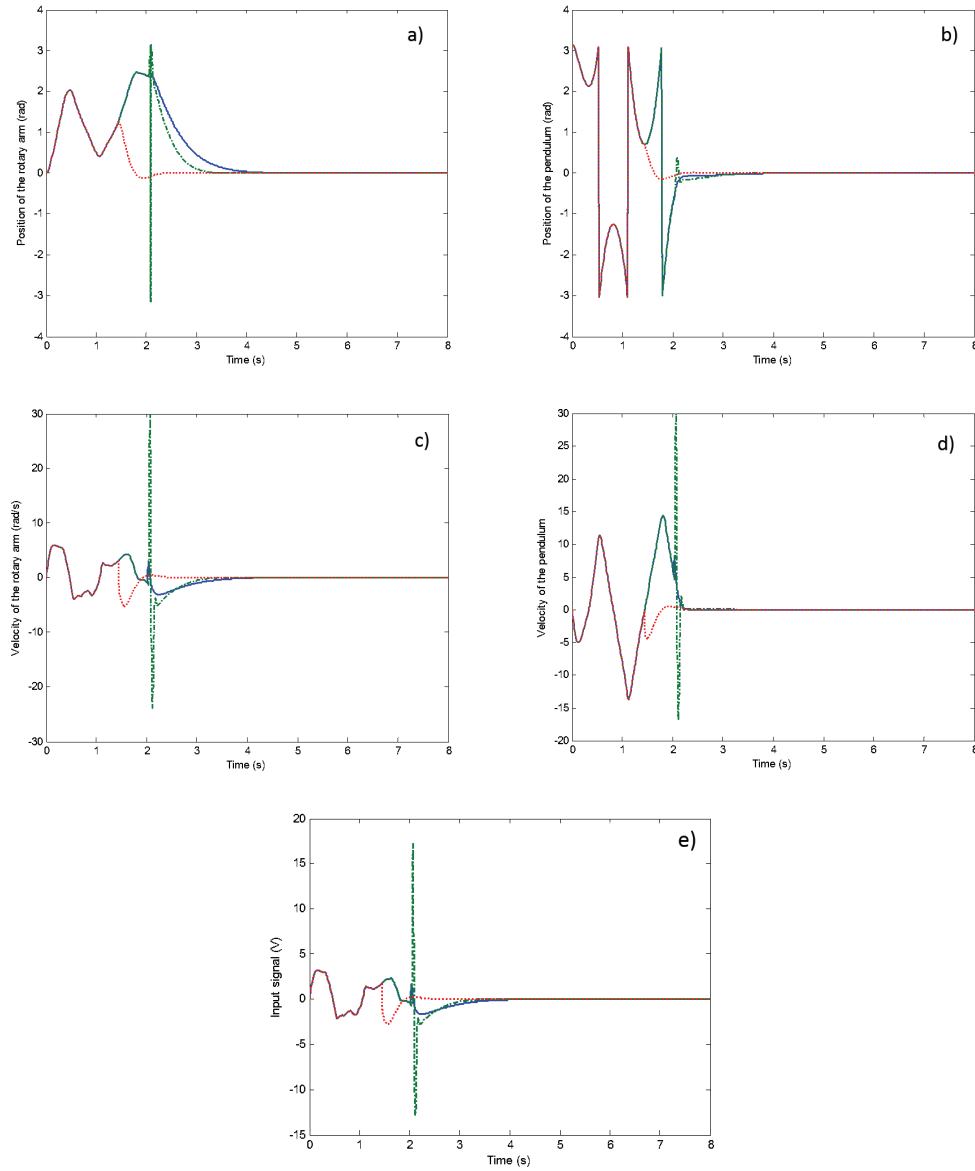 a)
4
3
2
1
0
-1
-2
-3
-4
Position of the rotary arm (rad)
0 1 2 3 4 5 6 7 8
Time (s)
b)
4
3
2
1
0
-1
-2
-3
-4
Position of the pendulum (rad)
0 1 2 3 4 5 6 7 8
Time (s)
c)
30
20
10
0
-10
-20
-30
Velocity of the rotary arm (rad/s)
0 1 2 3 4 5 6 7 8
Time (s)
d)
30
25
20
15
10
5
0
-5
-10
-15
-20
Velocity of the pendulum
0 1 2 3 4 5 6 7 8
Time (s)
e)
20
15
10
5
0
-5
-10
-15
Input signal (V)
0 1 2 3 4 5 6 7 8
Time (s)